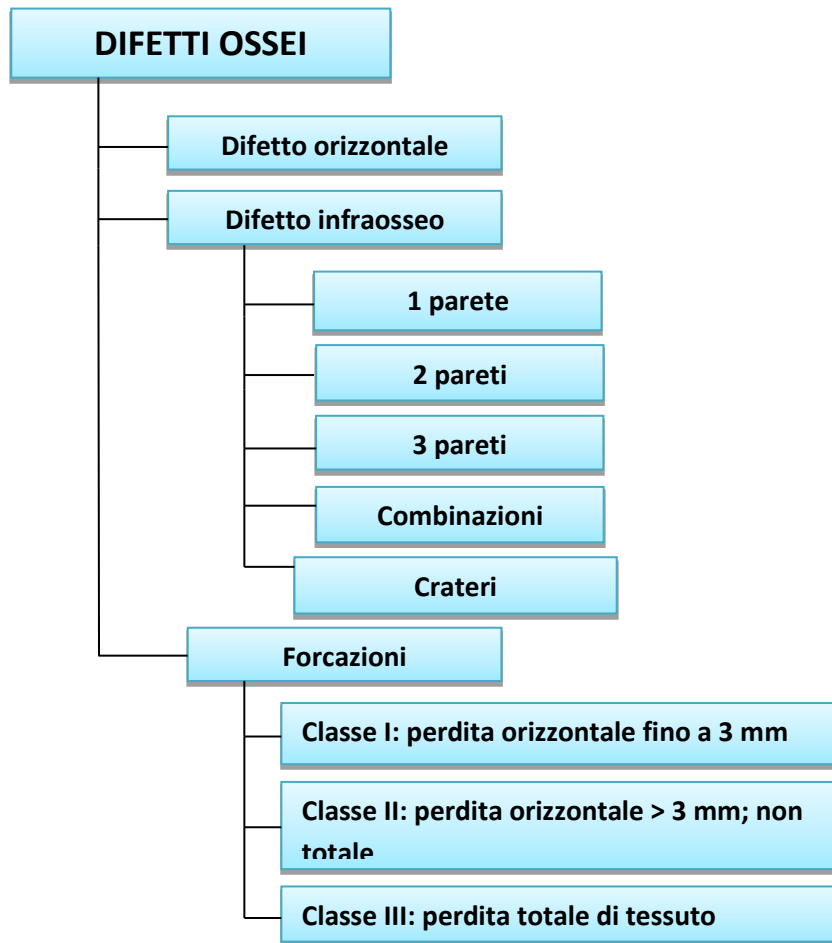 DIFETTI OSSEI
Difetto orizzontale
Difetto infraosseo
1 parete
2 pareti
3 pareti
Combinazioni
Crateri
Forcazioni
Classe I: perdita orizzontale fino a 3 mm
Classe II: perdita orizzontale > 3 mm; non
totale
Classe III: perdita totale di tessuto